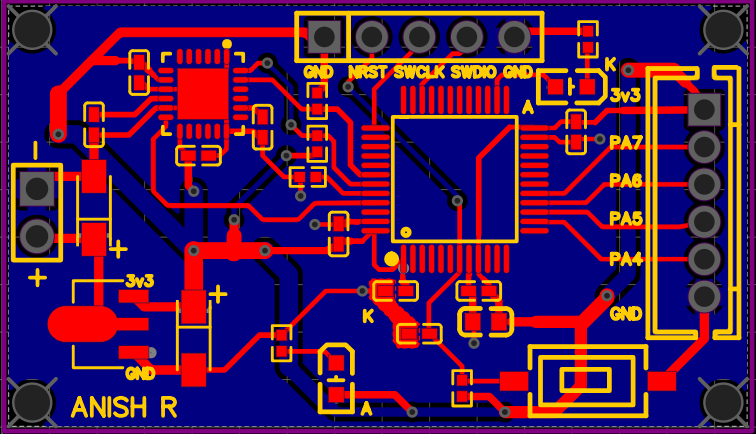 GND NRST SWCLK SWDIO GND
K
A
3v3
PA7
PA6
PA5
PA4
GND
-
+
+
3v3
GND
+
K
A
ANISH R